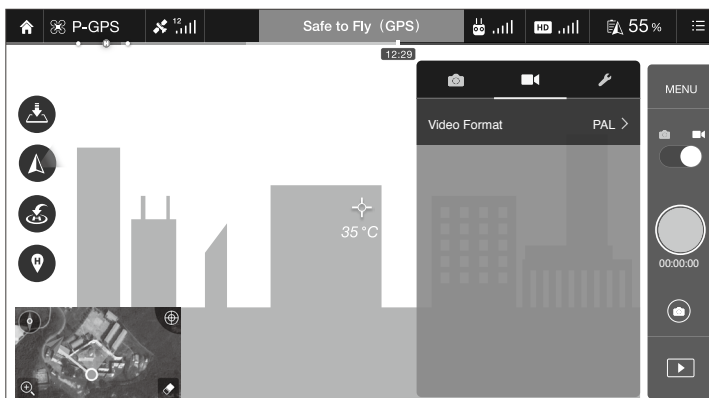 P-GPS
12
Safe to Fly (GPS)
HD
55 %
12:29
MENU
Video Format PAL >
35 °C
H
00:00:00